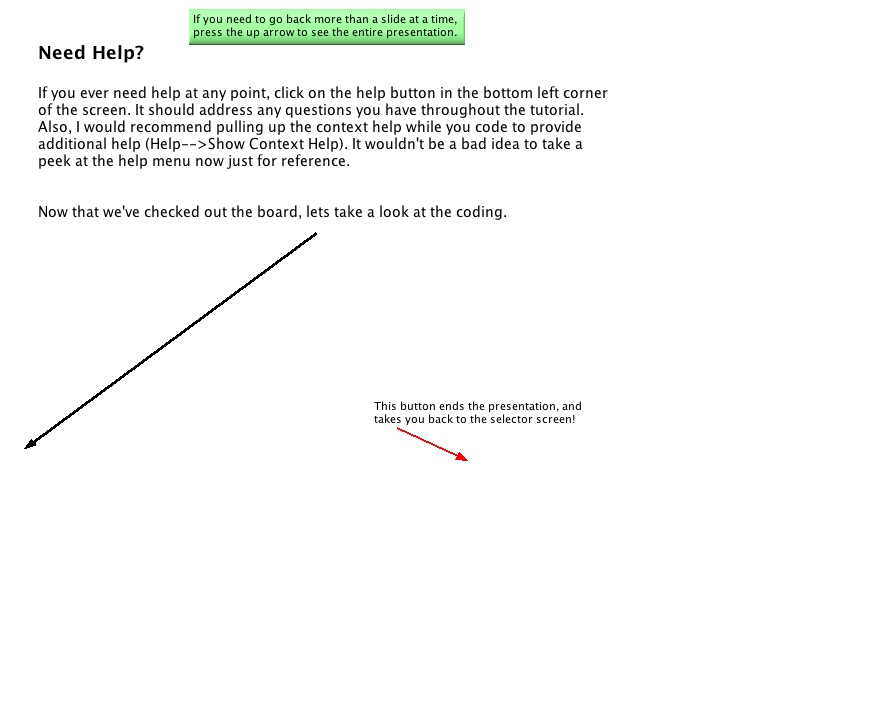 If you need to go back more than a slide at a time,
press the up arrow to see the entire presentation.
Need Help?
If you ever need help at any point, click on the help button in the bottom left corner
of the screen. It should address any questions you have throughout the tutorial.
Also, I would recommend pulling up the context help while you code to provide
additional help (Help-->Show Context Help). It wouldn't be a bad idea to take a
peek at the help menu now just for reference.
Now that we've checked out the board, lets take a look at the coding.
This button ends the presentation, and
takes you back to the selector screen!